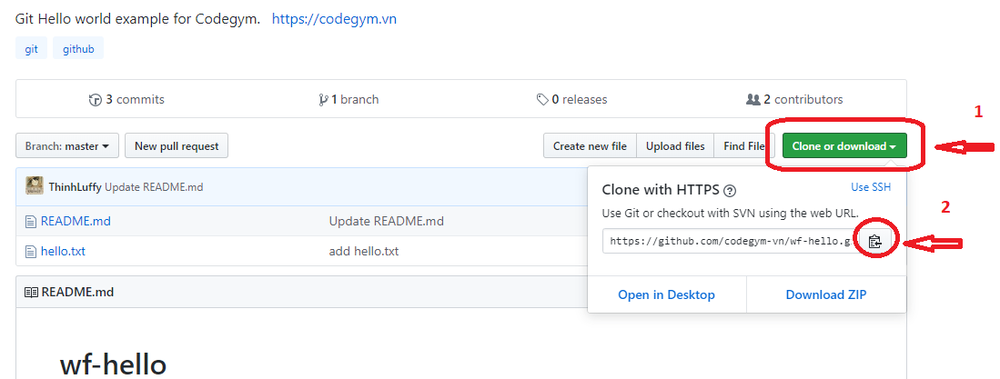 Git Hello world example for Codegym. https://codegym.vn
git github
3 commits 1 branch 0 releases 2 contributors
1
Branch: master New pull request Create new file Upload files Find File Clone or download
ThinhLuffy Update README.md
Clone with HTTPS Use SSH
2
Use Git or checkout with SVN using the web URL.
README.md Update README.md
https://github.com/codegym-vn/wf-hello.g
hello.txt add hello.txt
README.md
Open in Desktop Download ZIP
wf-hello